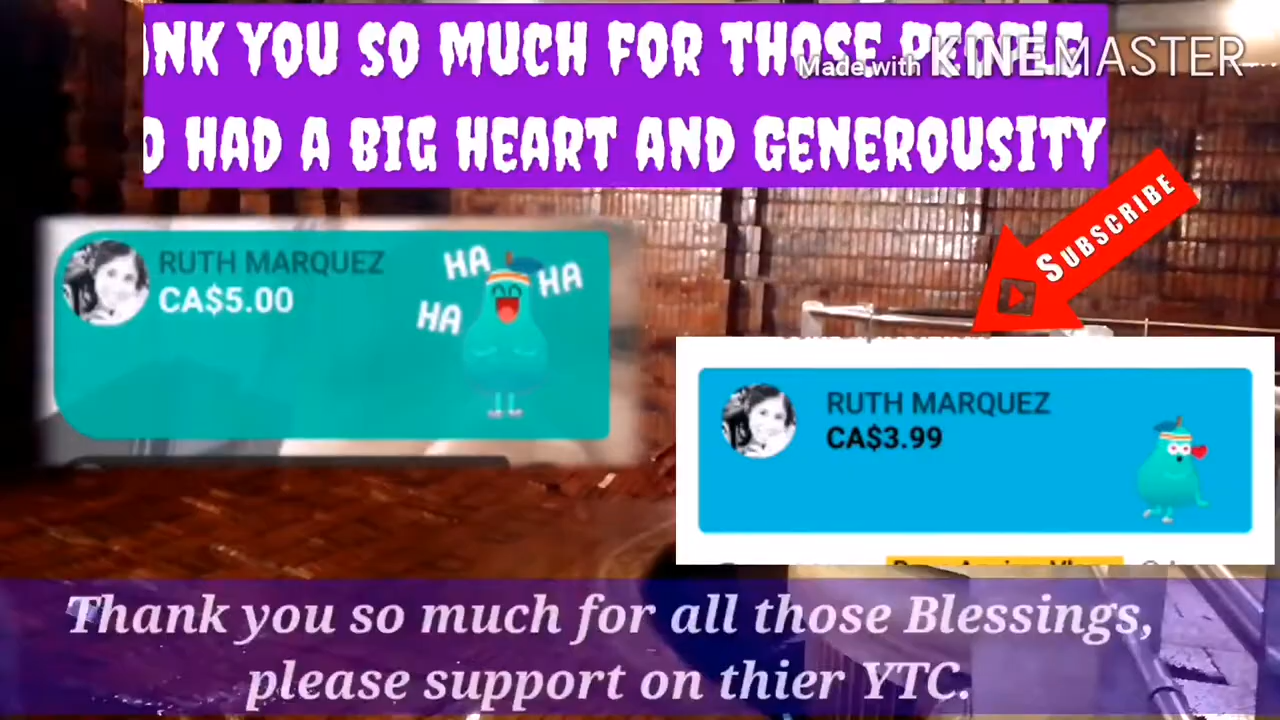 ANK YOU SO MUCH FOR THOSE PEOPLE
Made with KINEMASTER
O HAD A BIG HEART AND GENEROUSITY
SUBSCRIBE
HA
HA
HA
RUTH MARQUEZ
CA$5.00
RUTH MARQUEZ
CA$3.99
Thank you so much for all those Blessings,
please support on thier YTC.